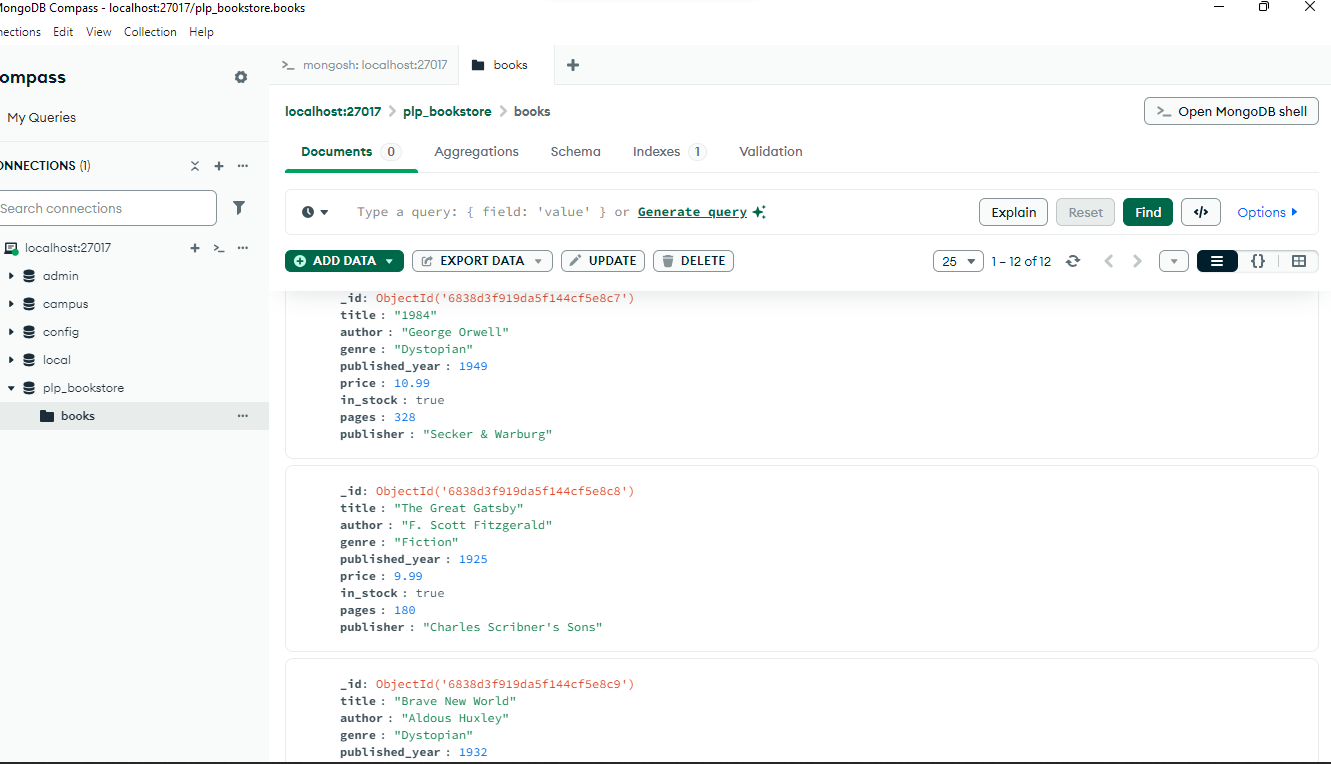 MongoDB Compass - localhost:27017/plp_bookstore.books
nections Edit View Collection Help
ompass
My Queries
ONNECTIONS (1)
Search connections
localhost:27017
admin
campus
config
local
plp_bookstore
books
>_ mongosh: localhost:27017
books
localhost:27017 > plp_bookstore > books
>_ Open MongoDB shell
Documents 0 Aggregations Schema Indexes 1 Validation
Type a query: { field: 'value' } or Generate query
Explain Reset Find </> Options
ADD DATA EXPORT DATA UPDATE DELETE
25 1 – 12 of 12 {}
_id: ObjectId('6838d3f919da5f144cf5e8c7')
title : "1984"
author : "George Orwell"
genre : "Dystopian"
published_year : 1949
price : 10.99
in_stock : true
pages : 328
publisher : "Secker & Warburg"
_id: ObjectId('6838d3f919da5f144cf5e8c8')
title : "The Great Gatsby"
author : "F. Scott Fitzgerald"
genre : "Fiction"
published_year : 1925
price : 9.99
in_stock : true
pages : 180
publisher : "Charles Scribner's Sons"
_id: ObjectId('6838d3f919da5f144cf5e8c9')
title : "Brave New World"
author : "Aldous Huxley"
genre : "Dystopian"
published_year : 1932